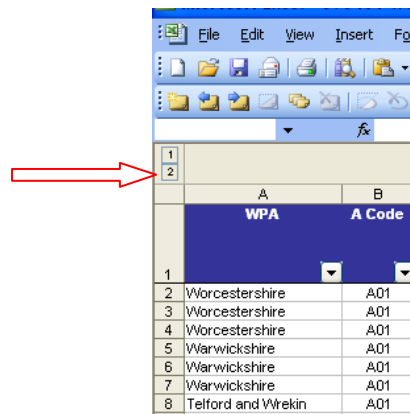 File Edit View Insert
fx
1
2
A B
WPA A Code
1
2 Worcestershire A01
3 Worcestershire A01
4 Worcestershire A01
5 Warwickshire A01
6 Warwickshire A01
7 Warwickshire A01
8 Telford and Wrekin A01